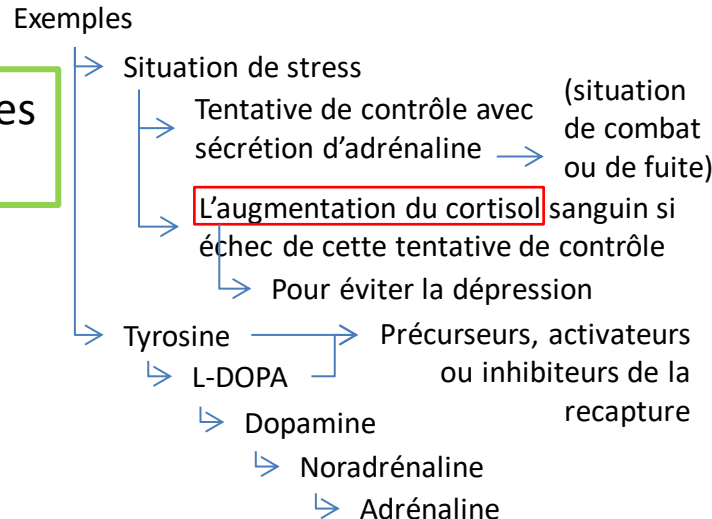 Exemples
Situation de stress
es
Tentative de contrôle avec
sécrétion d’adrénaline
(situation
de combat
ou de fuite)
L’augmentation du cortisol sanguin si
échec de cette tentative de contrôle
Pour éviter la dépression
Tyrosine
Précurseurs, activateurs
ou inhibiteurs de la
recapture
L-DOPA
Dopamine
Noradrénaline
Adrénaline